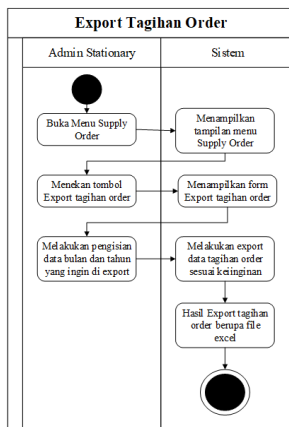 Export Tagihan Order
Admin Stationary
Sistem
Buka Menu Supply
Order
Menampilkan
tampilan menu
Supply Order
Menekan tombol
Export tagihan order
Menampilkan form
Export tagihan order
Melakukan pengisian
data bulan dan tahun
yang ingin di export
Melakukan export
data tagihan order
sesuai keiinginan
Hasil Export tagihan
order berupa file
excel